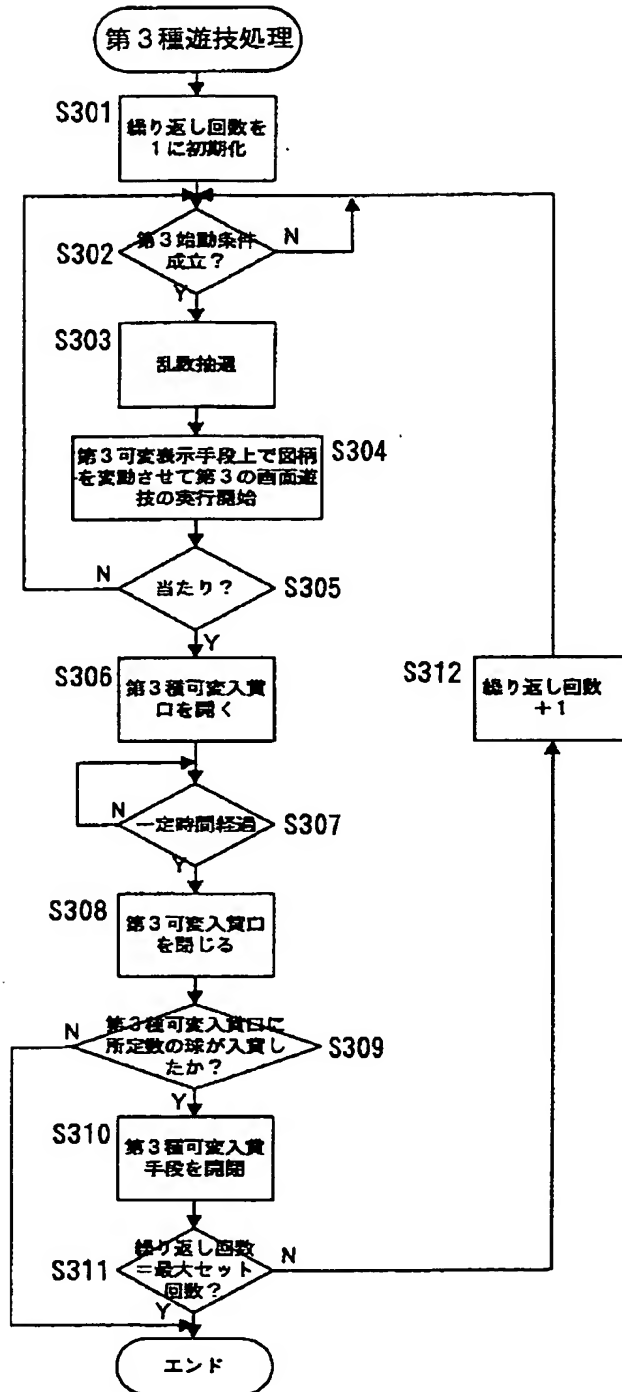 第3種遊技処理
S301
繰り返し回数を
1に初期化
S302
第3始動条件
成立?
N
Y
S303
乱数抽選
第3可変表示手段上で図柄
を変動させて第3の画面遊
技の実行開始
S304
N
当たり?
S305
Y
S306
第3種可変入賞
口を開く
S312
繰り返し回数
+1
N
一定時間経過
S307
Y
S308
第3可変入賞口
を閉じる
N
第3種可変入賞口に
所定数の球が入賞し
たか?
S309
Y
S310
第3種可変入賞
手段を開閉
S311
繰り返し回数
=最大セット
回数?
N
Y
エンド